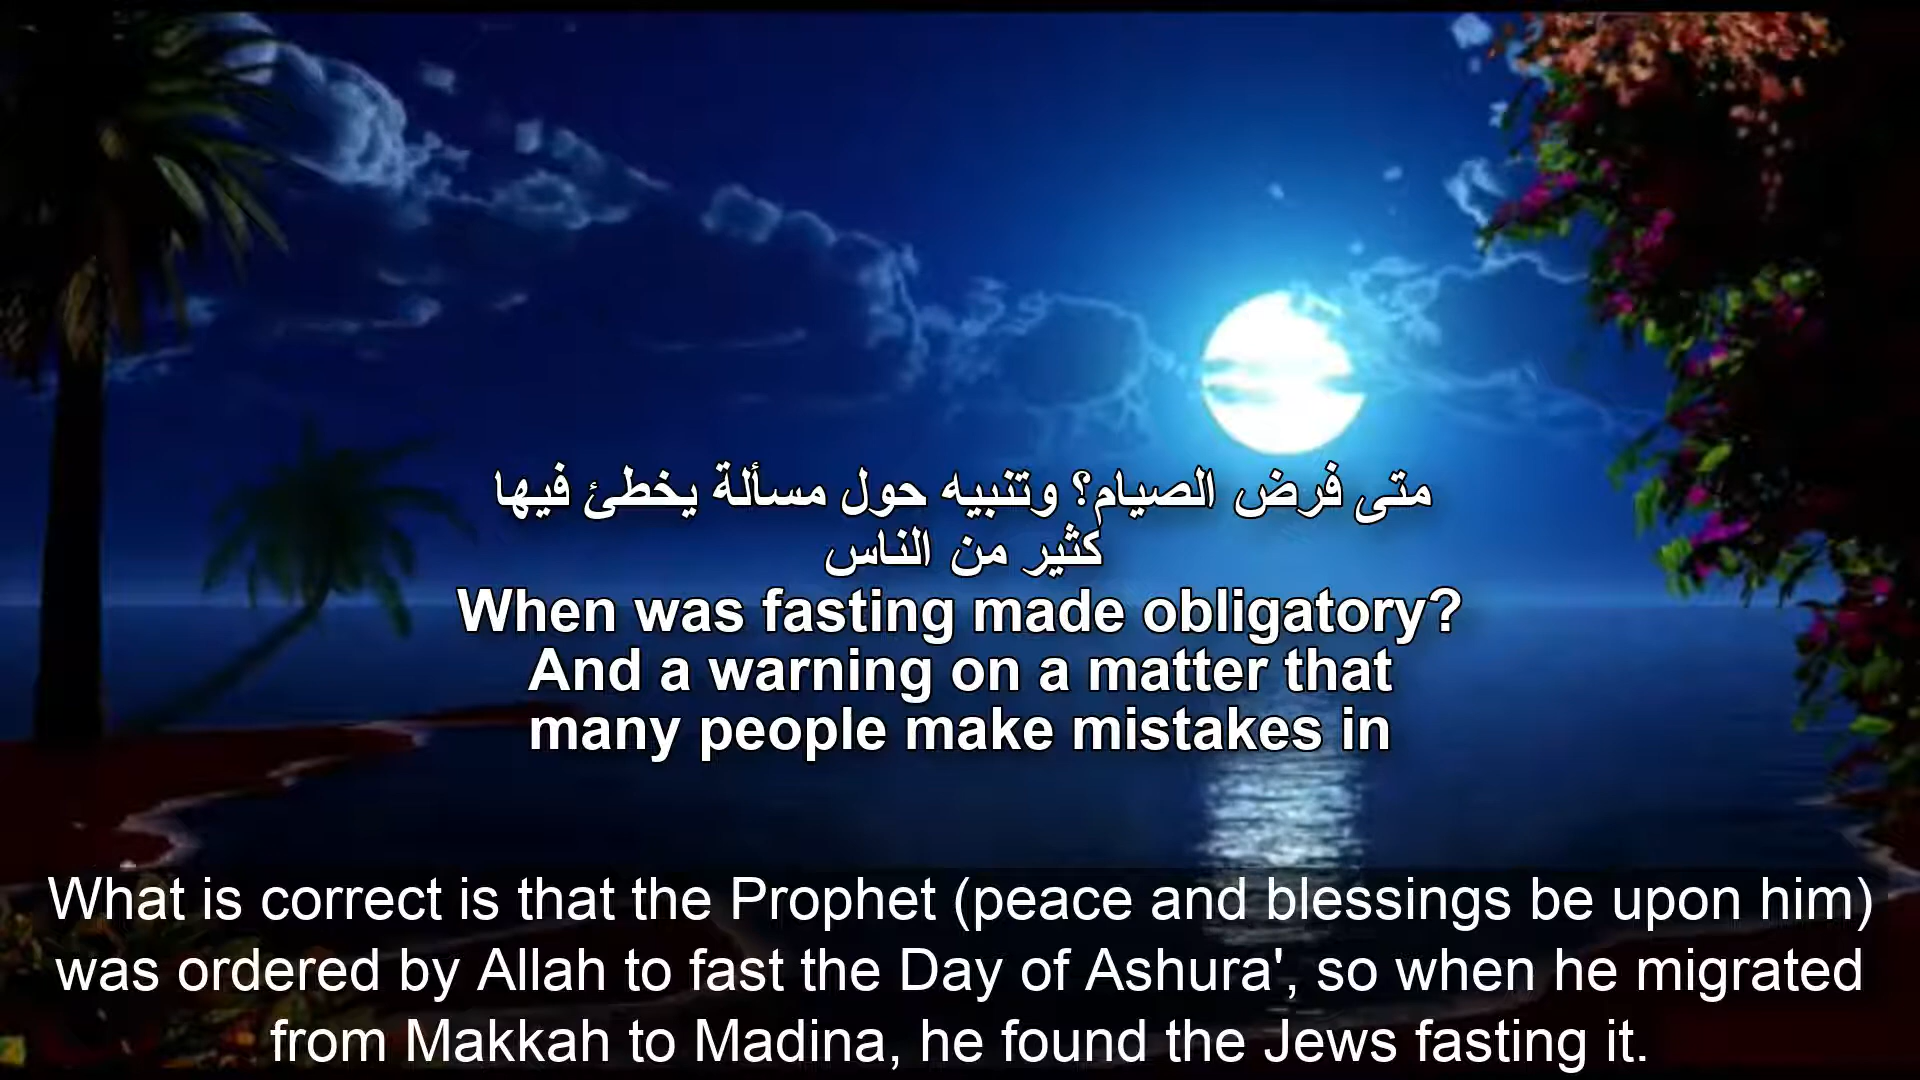 متى فرض الصيام؟ وتنبيه حول مسألة يخطئ فيها
كثير من الناس
When was fasting made obligatory?
And a warning on a matter that
many people make mistakes in
What is correct is that the Prophet (peace and blessings be upon him)
was ordered by Allah to fast the Day of Ashura', so when he migrated
from Makkah to Madina, he found the Jews fasting it.